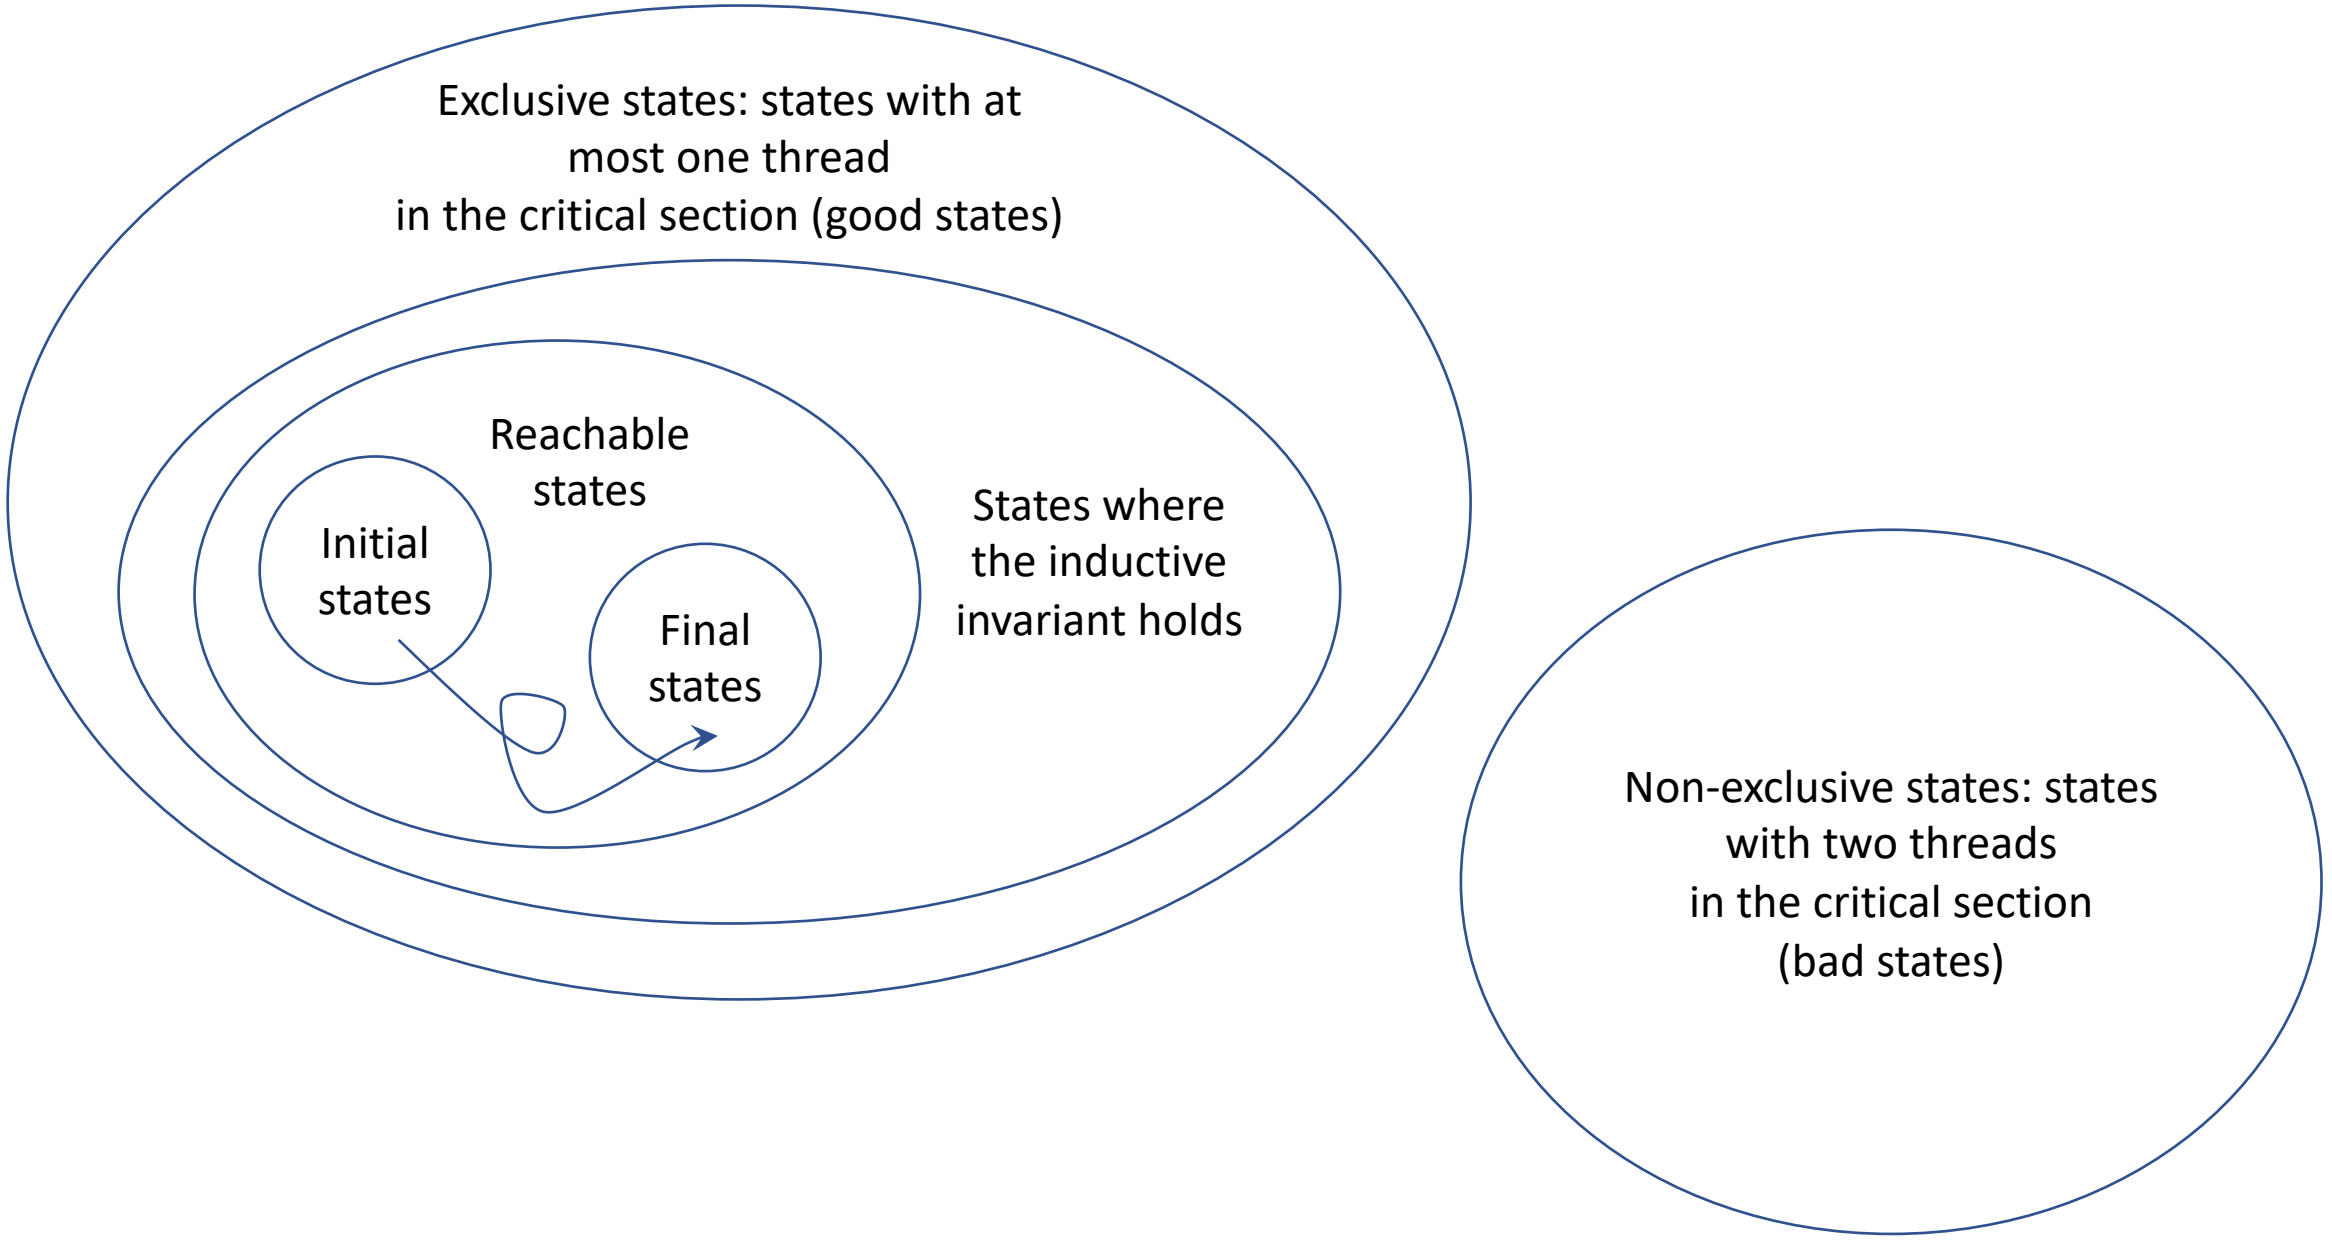 Exclusive states: states with at
most one thread
in the critical section (good states)
Reachable
states
Initial
states
Final
states
States where
the inductive
invariant holds
Non-exclusive states: states
with two threads
in the critical section
(bad states)